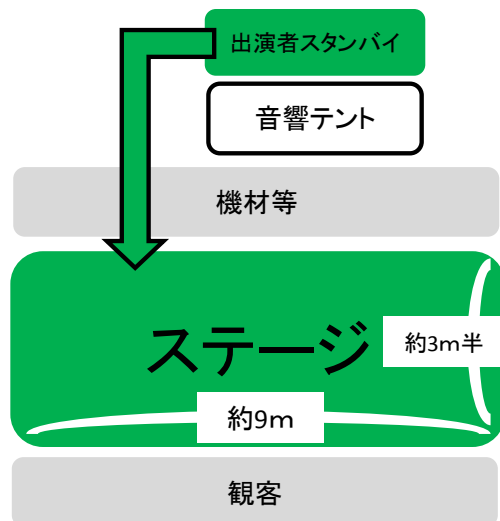 出演者スタンバイ
音響テント
機材等
ステージ
約3m半
約9m
観客